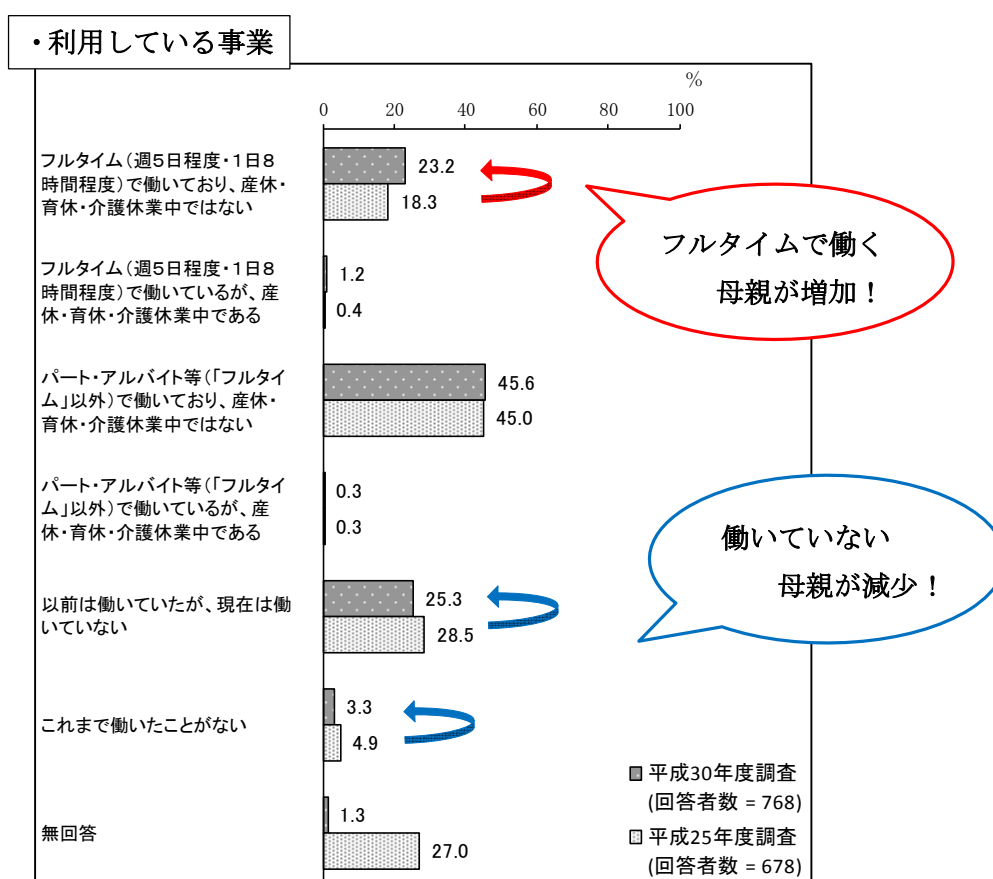 ・利用している事業
%
0 20 40 60 80 100
フルタイム（週5日程度・1日8
時間程度）で働いており、産休・
育休・介護休業中ではない
23.2
18.3
フルタイムで働く
母親が増加！
フルタイム（週5日程度・1日8
時間程度）で働いているが、産
休・育休・介護休業中である
1.2
0.4
パート・アルバイト等（「フルタイ
ム」以外）で働いており、産休・
育休・介護休業中ではない
45.6
45.0
パート・アルバイト等（「フルタイ
ム」以外）で働いているが、産
休・育休・介護休業中である
0.3
0.3
働いていない
母親が減少！
以前は働いていたが、現在は働
いていない
25.3
28.5
これまで働いたことがない
3.3
4.9
無回答
1.3
27.0
平成30年度調査
(回答者数 = 768)
平成25年度調査
(回答者数 = 678)